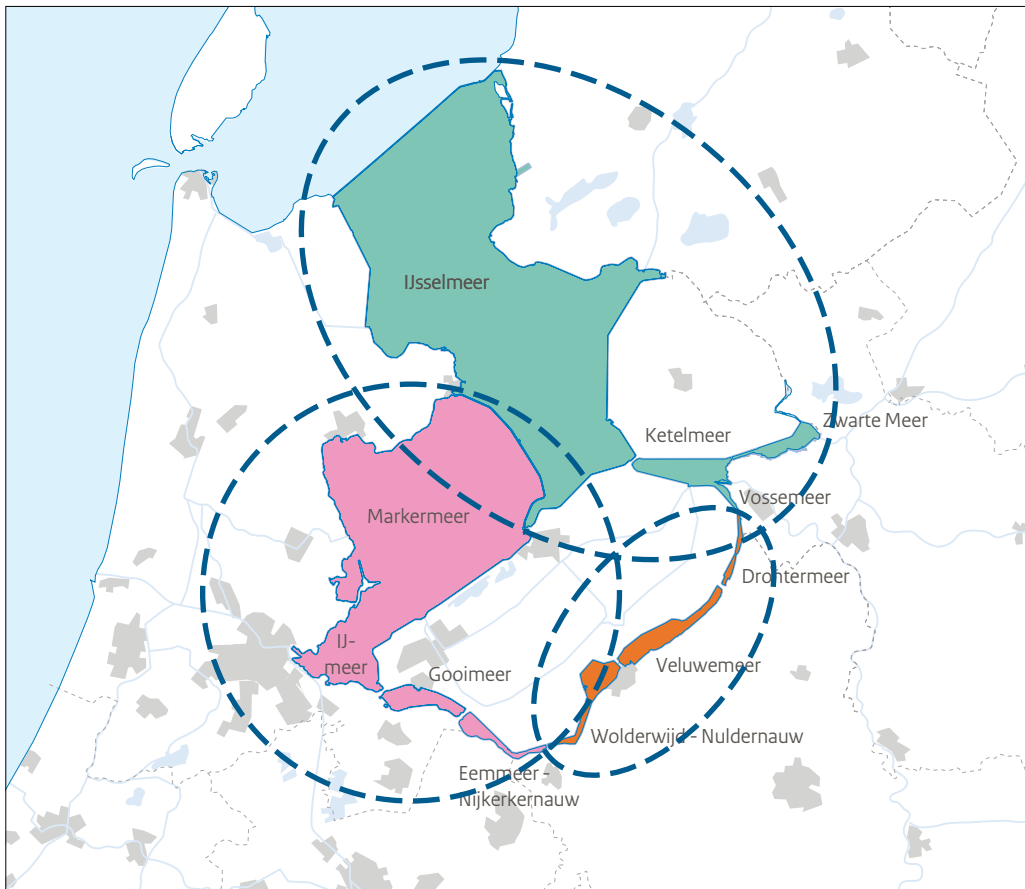 IJsselmeer
Ketelmeer
Zwarte Meer
Vossemeer
Markermeer
Drontermeer
IJ-
meer
Gooimeer
Veluwemeer
Wolderwijd - Nuldernauw
Eemmeer -
Nijkerkernauw